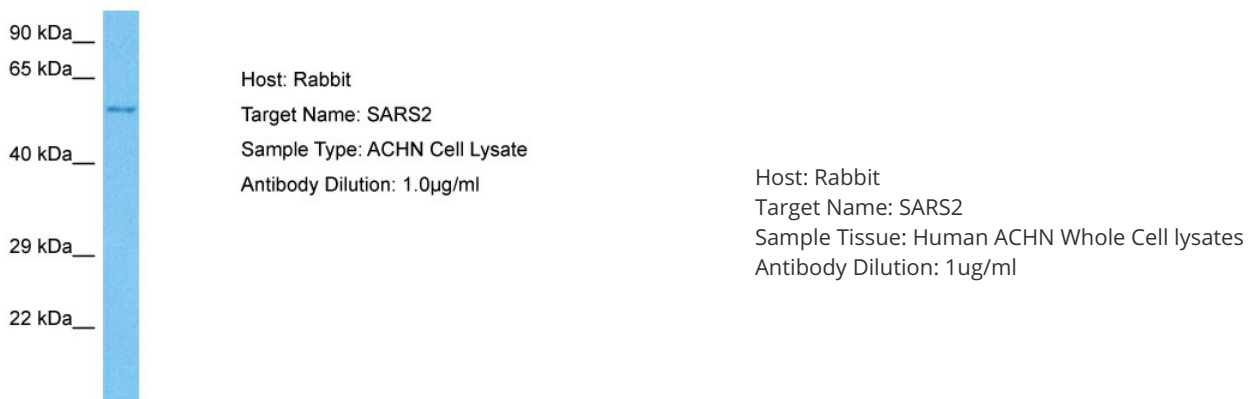 90 kDa__
65 kDa__
40 kDa__
29 kDa__
22 kDa__
Host: Rabbit
Target Name: SARS2
Sample Type: ACHN Cell Lysate
Antibody Dilution: 1.0µg/ml
Host: Rabbit
Target Name: SARS2
Sample Tissue: Human ACHN Whole Cell lysates
Antibody Dilution: 1ug/ml